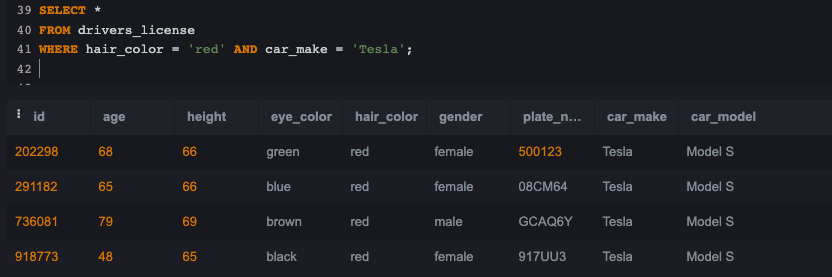 39 SELECT *
40 FROM drivers_license
41 WHERE hair_color = 'red' AND car_make = 'Tesla';
42
id age height eye_color hair_color gender plate_n... car_make car_model
202298 68 66 green red female 500123 Tesla Model S
291182 65 66 blue red female 08CM64 Tesla Model S
736081 79 69 brown red male GCAQ6Y Tesla Model S
918773 48 65 black red female 917UU3 Tesla Model S